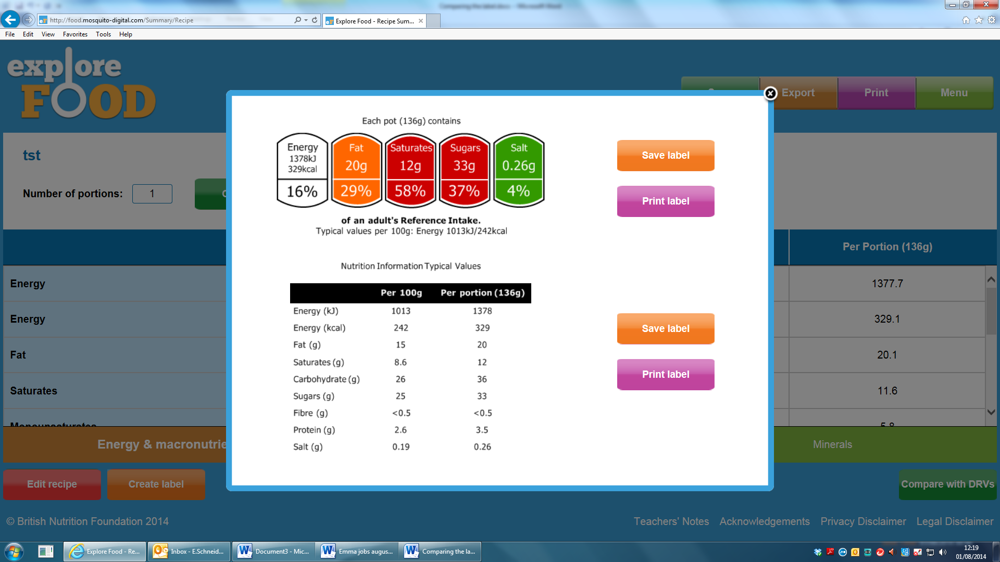 http://food.mosquito-digital.com/Summary/Recipe
Explore Food - Recipe Sum...
File Edit View Favorites Tools Help
explore
FOOD
Export Print Menu
tst
Number of portions: 1
Each pot (136g) contains
Energy Fat Saturates Sugars Salt
1378kJ
329kcal 20g 12g 33g 0.26g
16% 29% 58% 37% 4%
of an adult's Reference Intake.
Typical values per 100g: Energy 1013kJ/242kcal
Save label
Print label
Nutrition Information Typical Values
Per 100g Per portion (136g)
Energy (kJ) 1013 1378
Energy (kcal) 242 329
Fat (g) 15 20
Saturates (g) 8.6 12
Carbohydrate (g) 26 36
Sugars (g) 25 33
Fibre (g) <0.5 <0.5
Protein (g) 2.6 3.5
Salt (g) 0.19 0.26
Save label
Print label
Per Portion (136g)
Energy 1377.7
Energy 329.1
Fat 20.1
Saturates 11.6
Monounsaturates 5.8
Energy & macronutrie Minerals
Edit recipe Create label Compare with DRVs
© British Nutrition Foundation 2014 Teachers' Notes Acknowledgements Privacy Disclaimer Legal Disclaimer
Explore Food - Re... Inbox - E.Schneid... Document3 - Mic... Emma jobs augus... Comparing the la...
12:19
01/08/2014